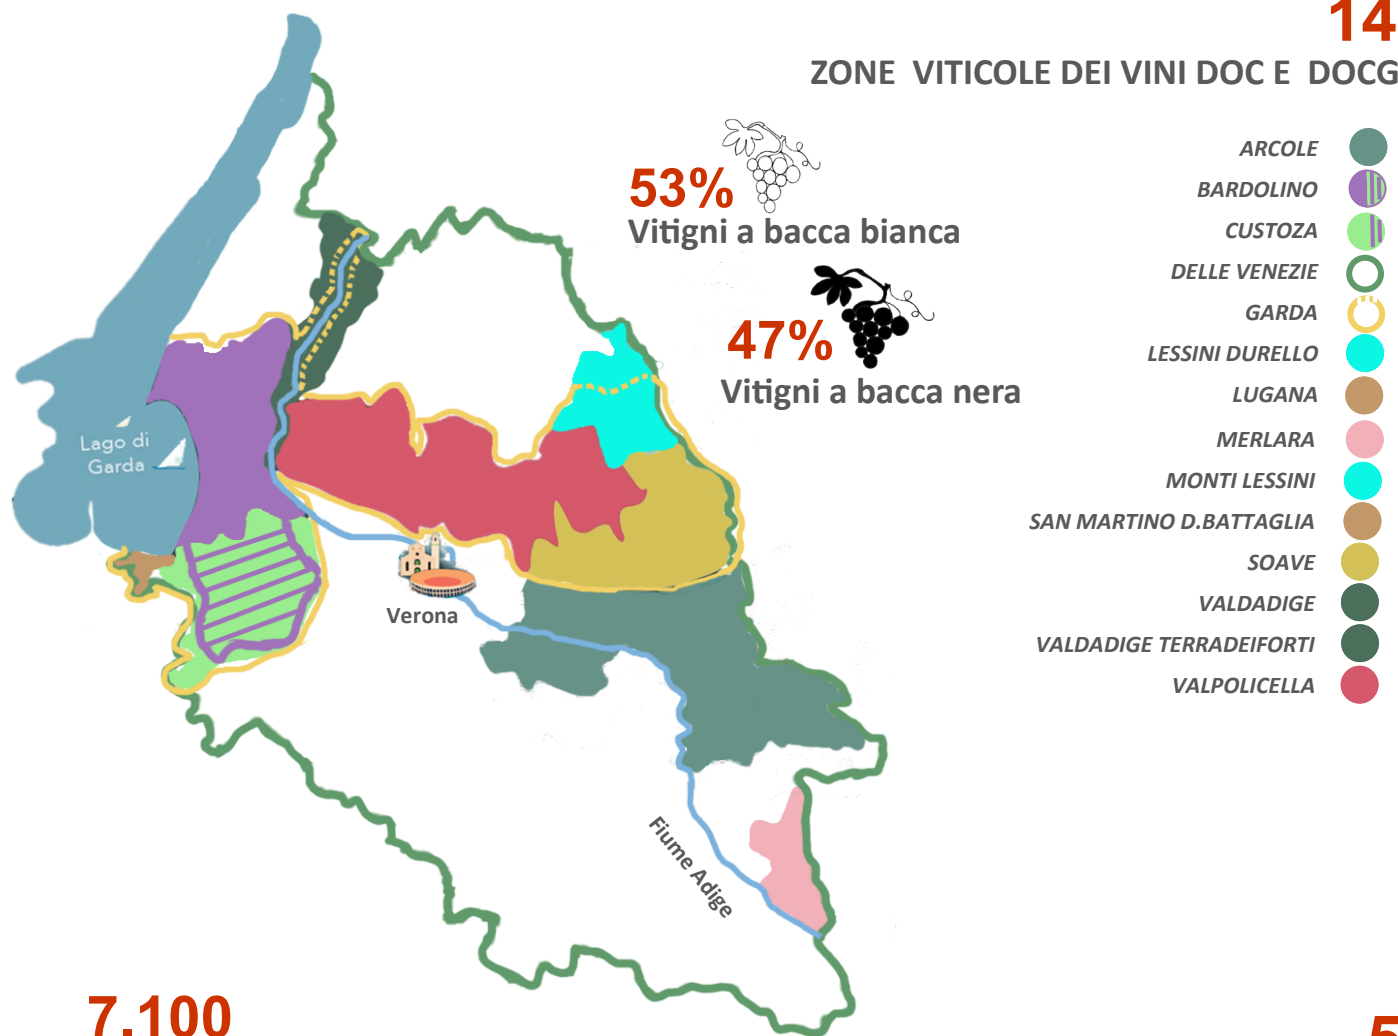 14
ZONE VITICOLE DEI VINI DOC E DOCG
53%
Vitigni a bacca bianca
47%
Vitigni a bacca nera
ARCOLE
BARDOLINO
CUSTOZA
DELLE VENEZIE
GARDA
LESSINI DURELLO
LUGANA
MERLARA
MONTI LESSINI
SAN MARTINO D.BATTAGLIA
SOAVE
VALDADIGE
VALDADIGE TERRADEIFORTI
VALPOLICELLA
Lago di
Garda
Verona
Fiume Adige
7.100
5